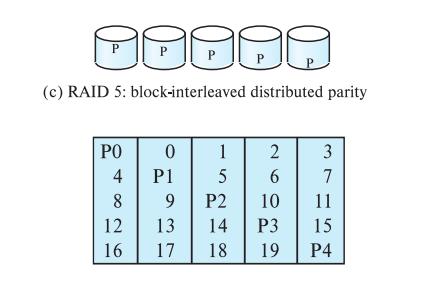 P P P P P
(c) RAID 5: block-interleaved distributed parity
P0 0 1 2 3
4 P1 5 6 7
8 9 P2 10 11
12 13 14 P3 15
16 17 18 19 P4